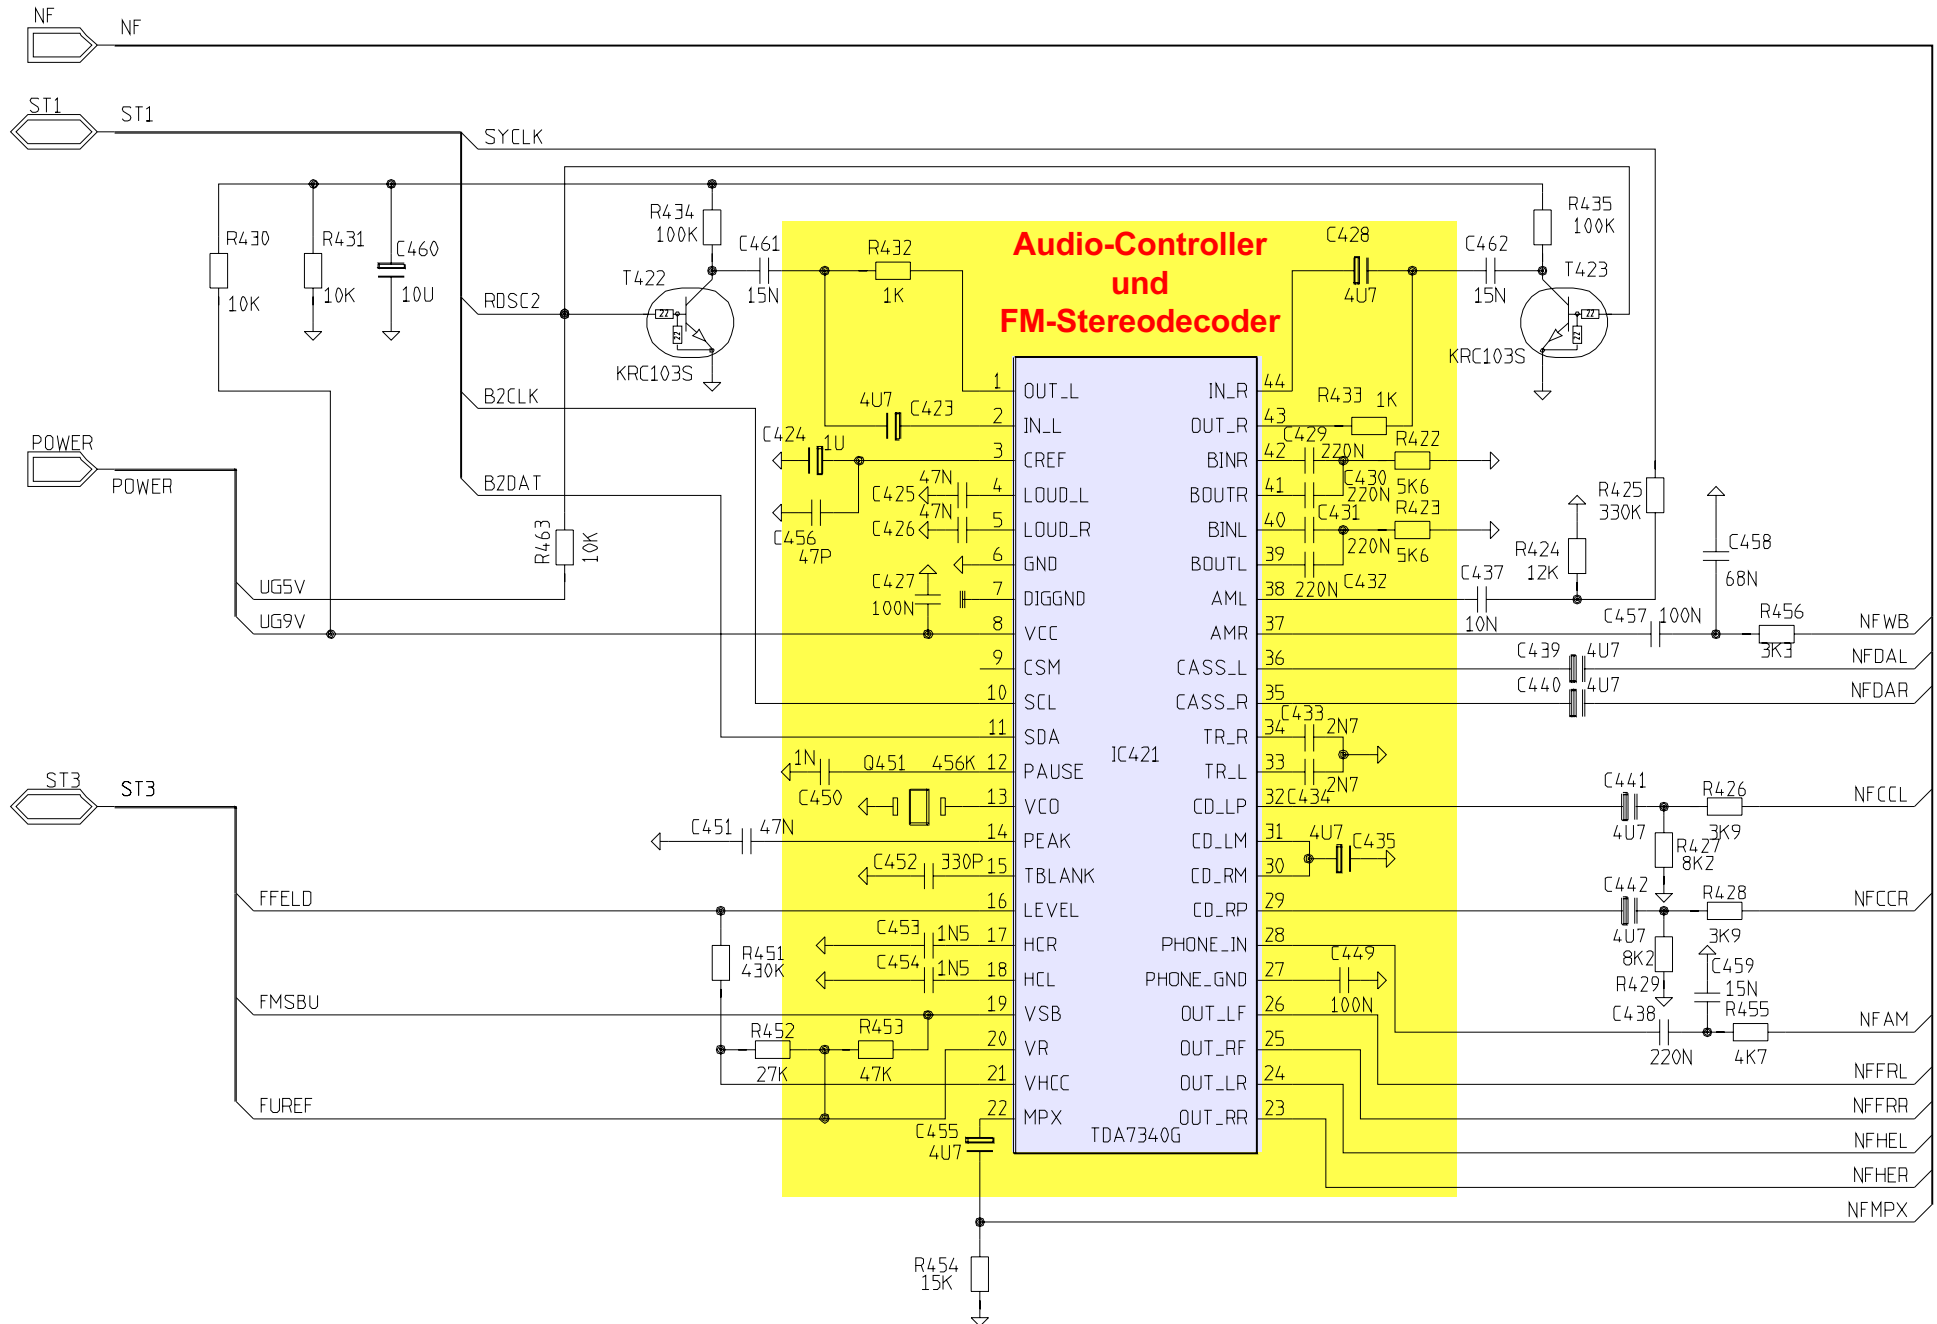 NF
NF
ST1
ST1
SYCLK
R434
100K
R435
100K
R430
10K
R431
10K
C460
10U
C461
15N
R432
1K
Audio-Controller
und
FM-Stereodecoder
C428
4U7
C462
15N
T422
T423
RDSC2
22
22
22
22
KRC103S
KRC103S
B2CLK
1
OUT_L
IN_R
44
4U7
C423
2
IN_L
OUT_R
43
R433
1K
POWER
POWER
C424
1U
3
CREF
BINR
42
C429
220N
R422
5K6
B2DAT
C425
47N
4
LOUD_L
BOUTR
41
C430
220N
R425
330K
C426
47N
5
LOUD_R
BINL
40
C431
220N
R423
5K6
C456
47P
R463
10K
6
GND
BOUTL
39
C432
220N
R424
12K
C458
68N
UG5V
C427
100N
7
DIGGND
AML
38
C437
10N
UG9V
8
VCC
AMR
37
C457
100N
R456
3K3
NFWB
9
CSM
CASS_L
36
C439
4U7
NFDAL
10
SCL
CASS_R
35
C440
4U7
NFDAR
11
SDA
TR_R
34
C433
2N7
IC421
1N
C450
12
PAUSE
TR_L
33
C434
2N7
Q451
456K
ST3
ST3
13
VCO
CD_LP
32
C441
4U7
R426
3K9
NFCCL
C451
47N
14
PEAK
CD_LM
31
4U7
C435
R427
8K2
C452
330P
15
TBLANK
CD_RM
30
FFELD
16
LEVEL
CD_RP
29
C442
4U7
R428
3K9
NFCCR
C453
1N5
17
HCR
PHONE_IN
28
R429
8K2
R451
430K
C454
1N5
18
HCL
PHONE_GND
27
C449
100N
C459
15N
FMSBU
19
VSB
OUT_LF
26
C438
220N
R455
4K7
NFAM
R452
27K
R453
47K
20
VR
OUT_RF
25
21
VHCC
OUT_LR
24
NFFRL
FUREF
22
MPX
OUT_RR
23
NFFRR
C455
4U7
TDA7340G
NFHEL
NFHER
NFMPX
R454
15K